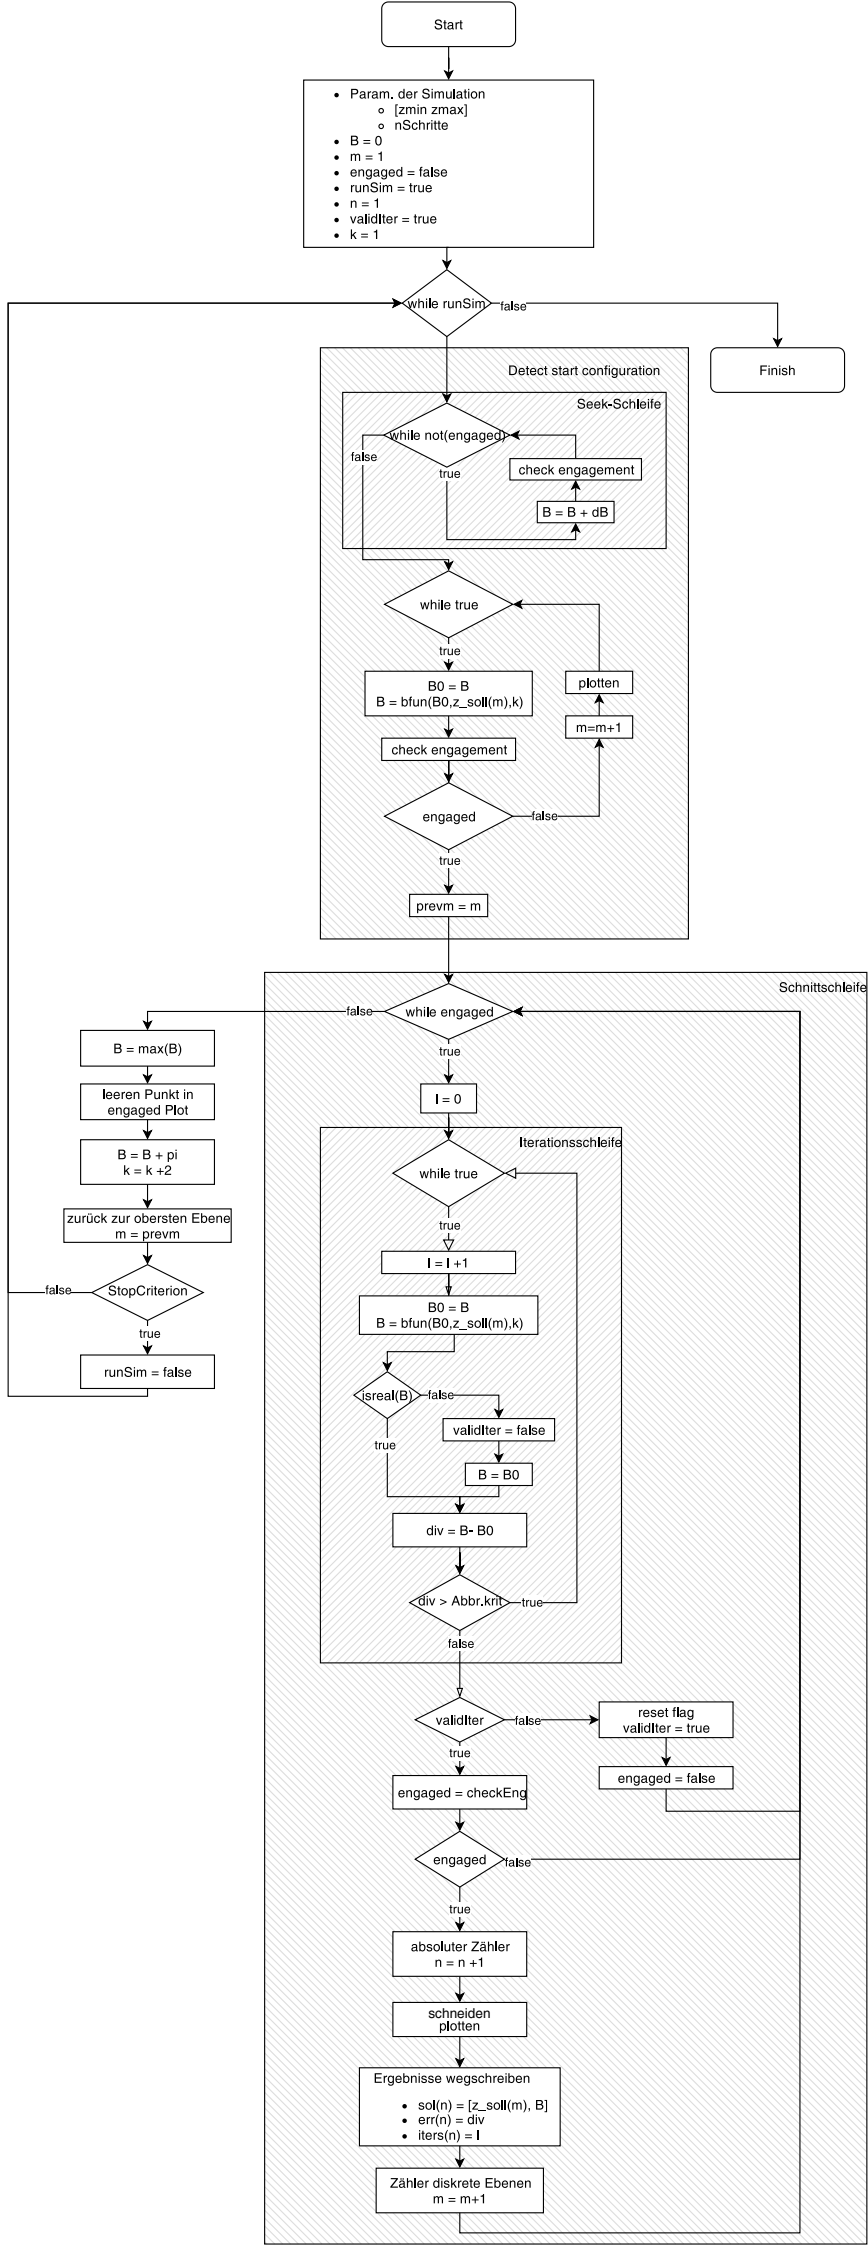 Start
• Param. der Simulation
o [zmin zmax]
o nSchritte
• B = 0
• m = 1
• engaged = false
• runSim = true
• n = 1
• validIter = true
• k = 1
while runSim
false
Finish
Detect start configuration
Seek-Schleife
while not(engaged)
false
true
check engagement
B = B + dB
while true
true
plotten
B0 = B
B = bfun(B0,z_soll(m),k)
m=m+1
check engagement
engaged
false
true
prevm = m
Schnittschleife
while engaged
false
true
B = max(B)
leeren Punkt in
engaged Plot
B = B + pi
k = k +2
zurück zur obersten Ebene
m = prevm
StopCriterion
false
true
runSim = false
I = 0
Iterationsschleife
while true
true
I = I +1
B0 = B
B = bfun(B0,z_soll(m),k)
isreal(B)
false
true
validIter = false
B = B0
div = B- B0
div > Abbr.krit
true
false
validIter
false
true
reset flag
validIter = true
engaged = false
engaged = checkEng
engaged
false
true
absoluter Zähler
n = n +1
schneiden
plotten
Ergebnisse wegschreiben
• sol(n) = [z_soll(m), B]
• err(n) = div
• iters(n) = I
Zähler diskrete Ebenen
m = m+1